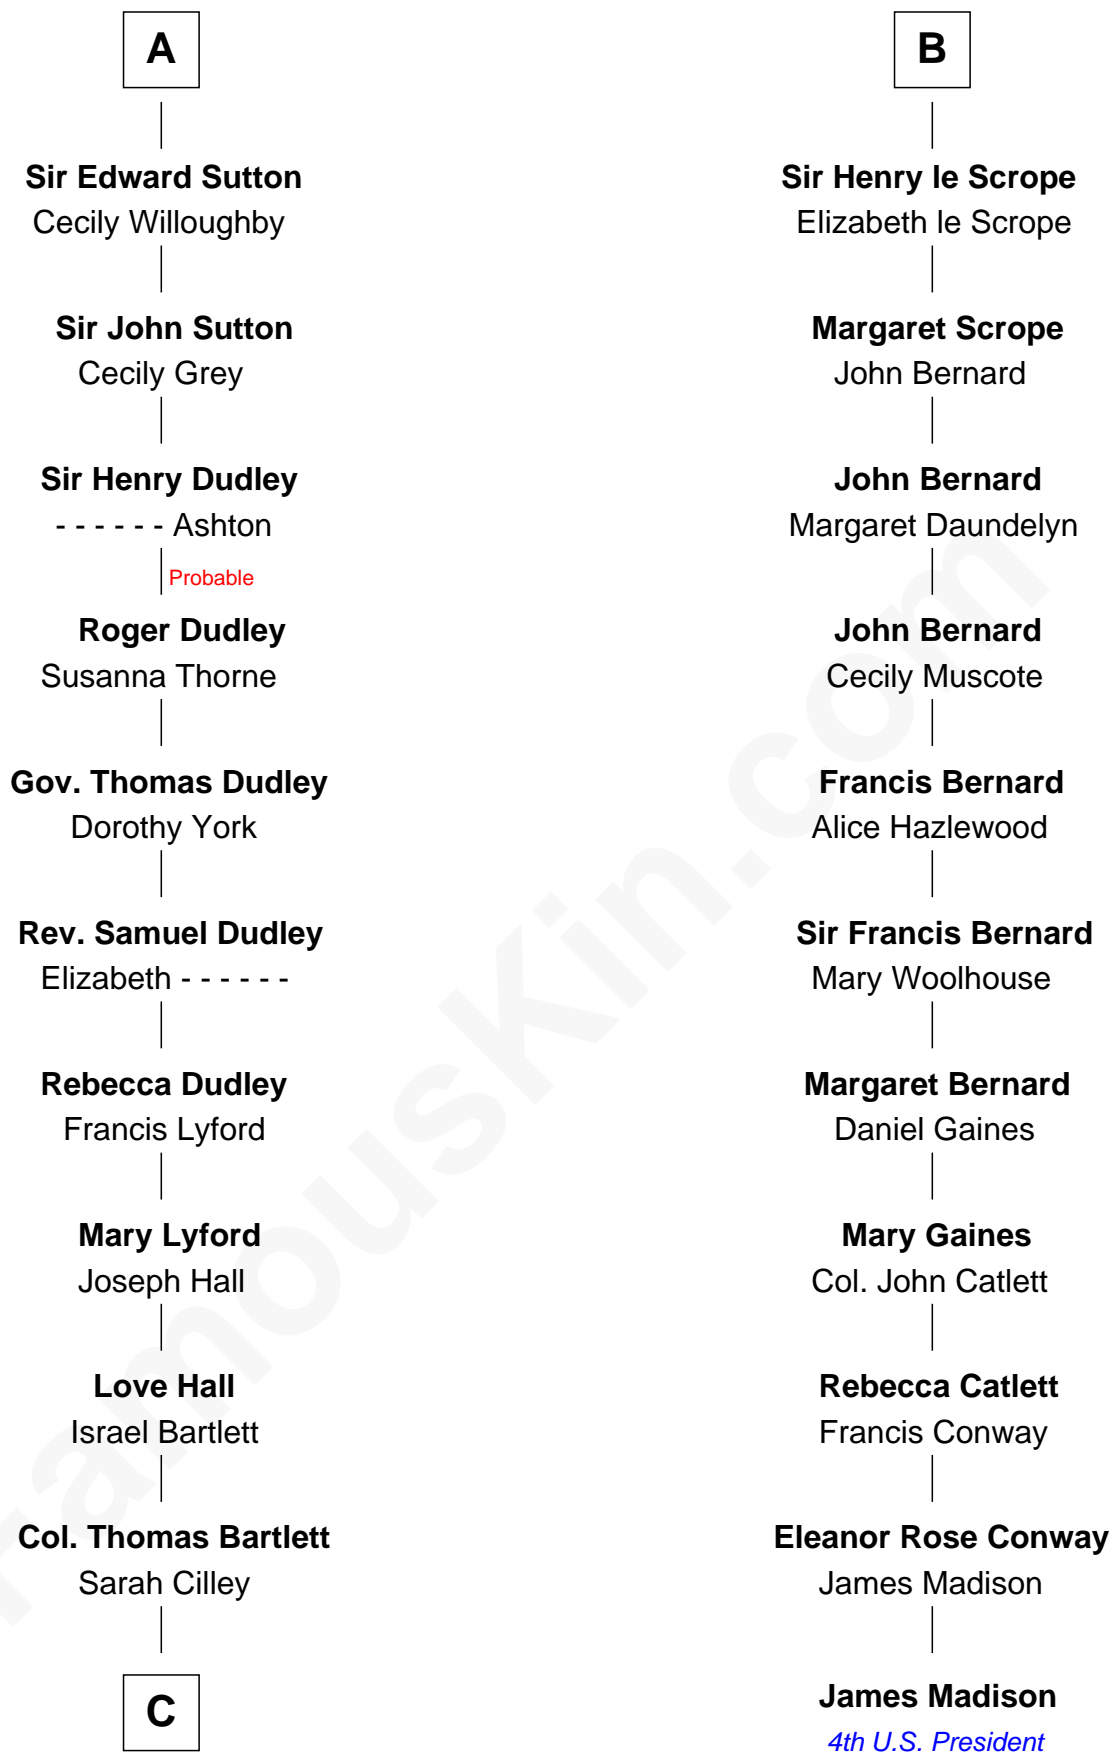 A
Sir Edward Sutton
Cecily Willoughby
Sir John Sutton
Cecily Grey
Sir Henry Dudley
- - - - - - Ashton
Probable
Roger Dudley
Susanna Thorne
Gov. Thomas Dudley
Dorothy York
Rev. Samuel Dudley
Elizabeth - - - - - -
Rebecca Dudley
Francis Lyford
Mary Lyford
Joseph Hall
Love Hall
Israel Bartlett
Col. Thomas Bartlett
Sarah Cilley
C
B
Sir Henry le Scrope
Elizabeth le Scrope
Margaret Scrope
John Bernard
John Bernard
Margaret Daundelyn
John Bernard
Cecily Muscote
Francis Bernard
Alice Hazlewood
Sir Francis Bernard
Mary Woolhouse
Margaret Bernard
Daniel Gaines
Mary Gaines
Col. John Catlett
Rebecca Catlett
Francis Conway
Eleanor Rose Conway
James Madison
James Madison
4th U.S. President
FamousKin.com